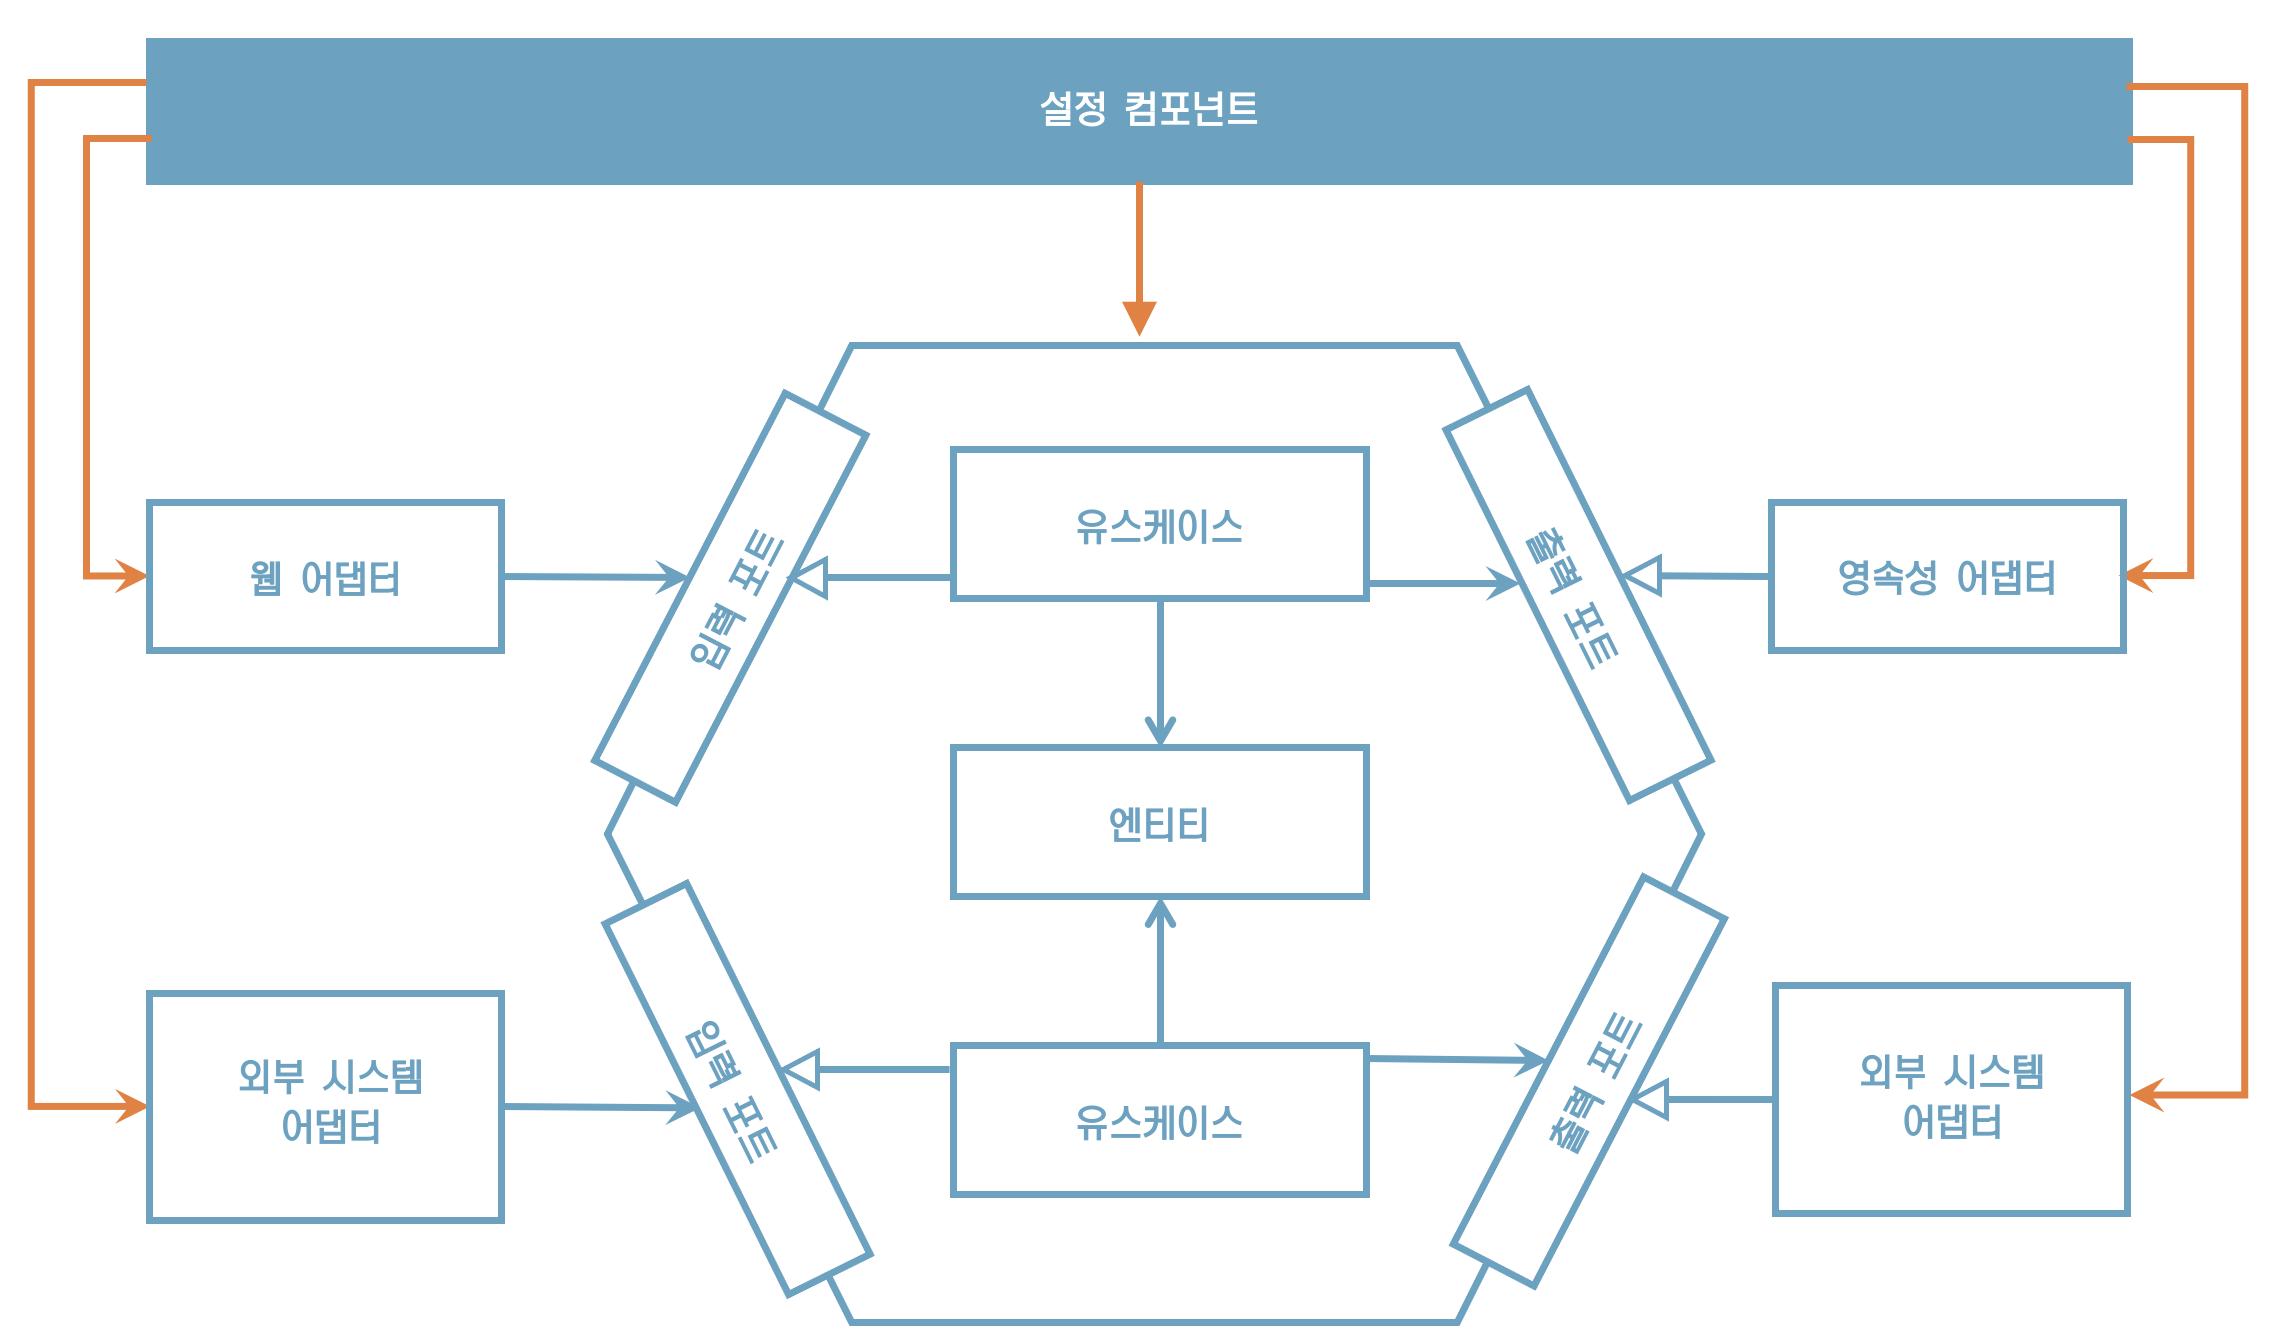 설정 컴포넌트
입력 포트
유스케이스
출력 포트
웹 어댑터
영속성 어댑터
엔티티
외부 시스템
어댑터
입력 포트
유스케이스
출력 포트
외부 시스템
어댑터